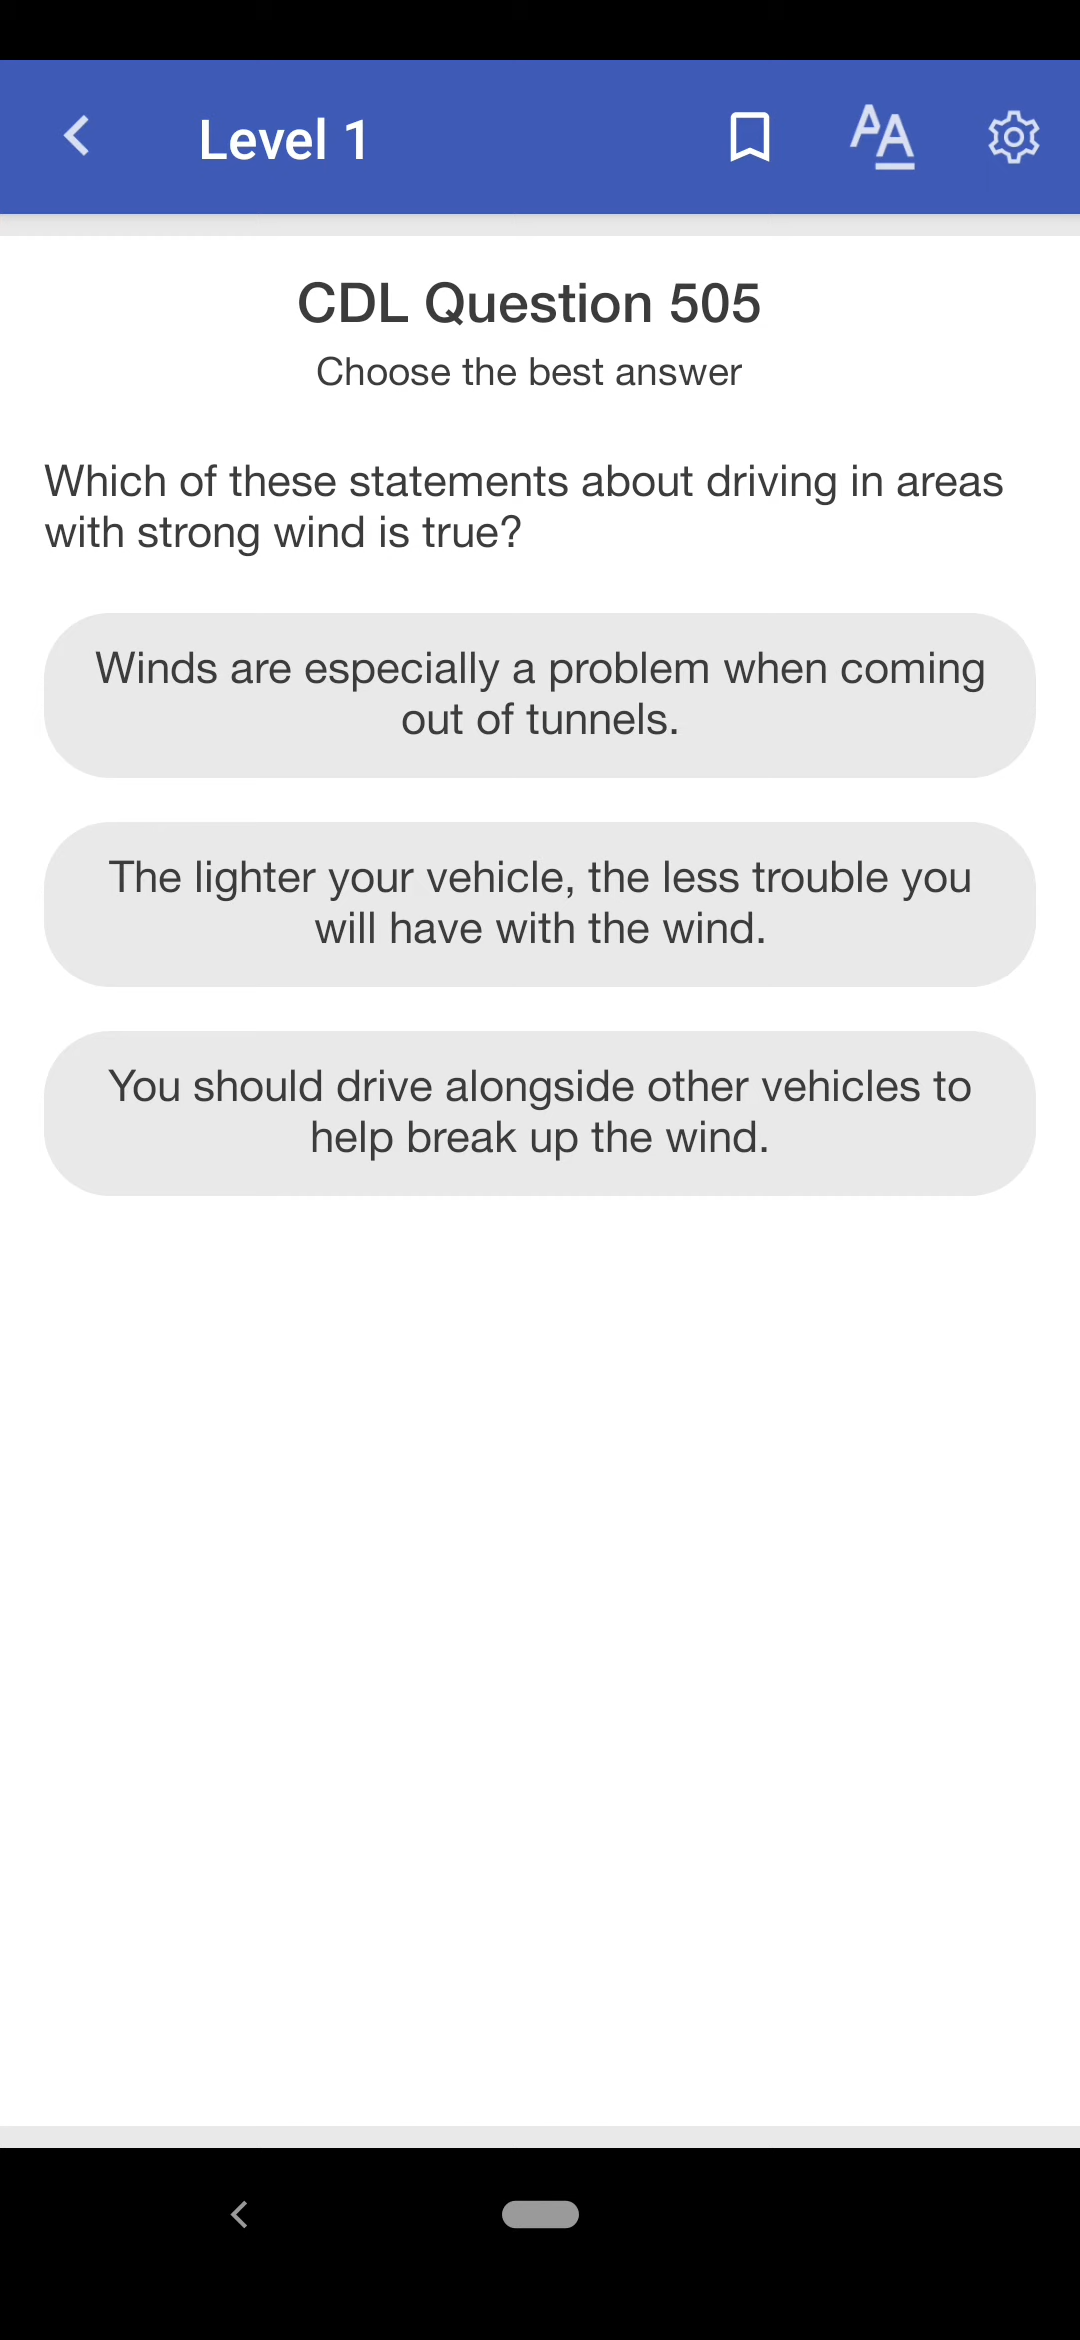 Level 1
CDL Question 505
Choose the best answer
Which of these statements about driving in areas
with strong wind is true?
Winds are especially a problem when coming
out of tunnels.
The lighter your vehicle, the less trouble you
will have with the wind.
You should drive alongside other vehicles to
help break up the wind.